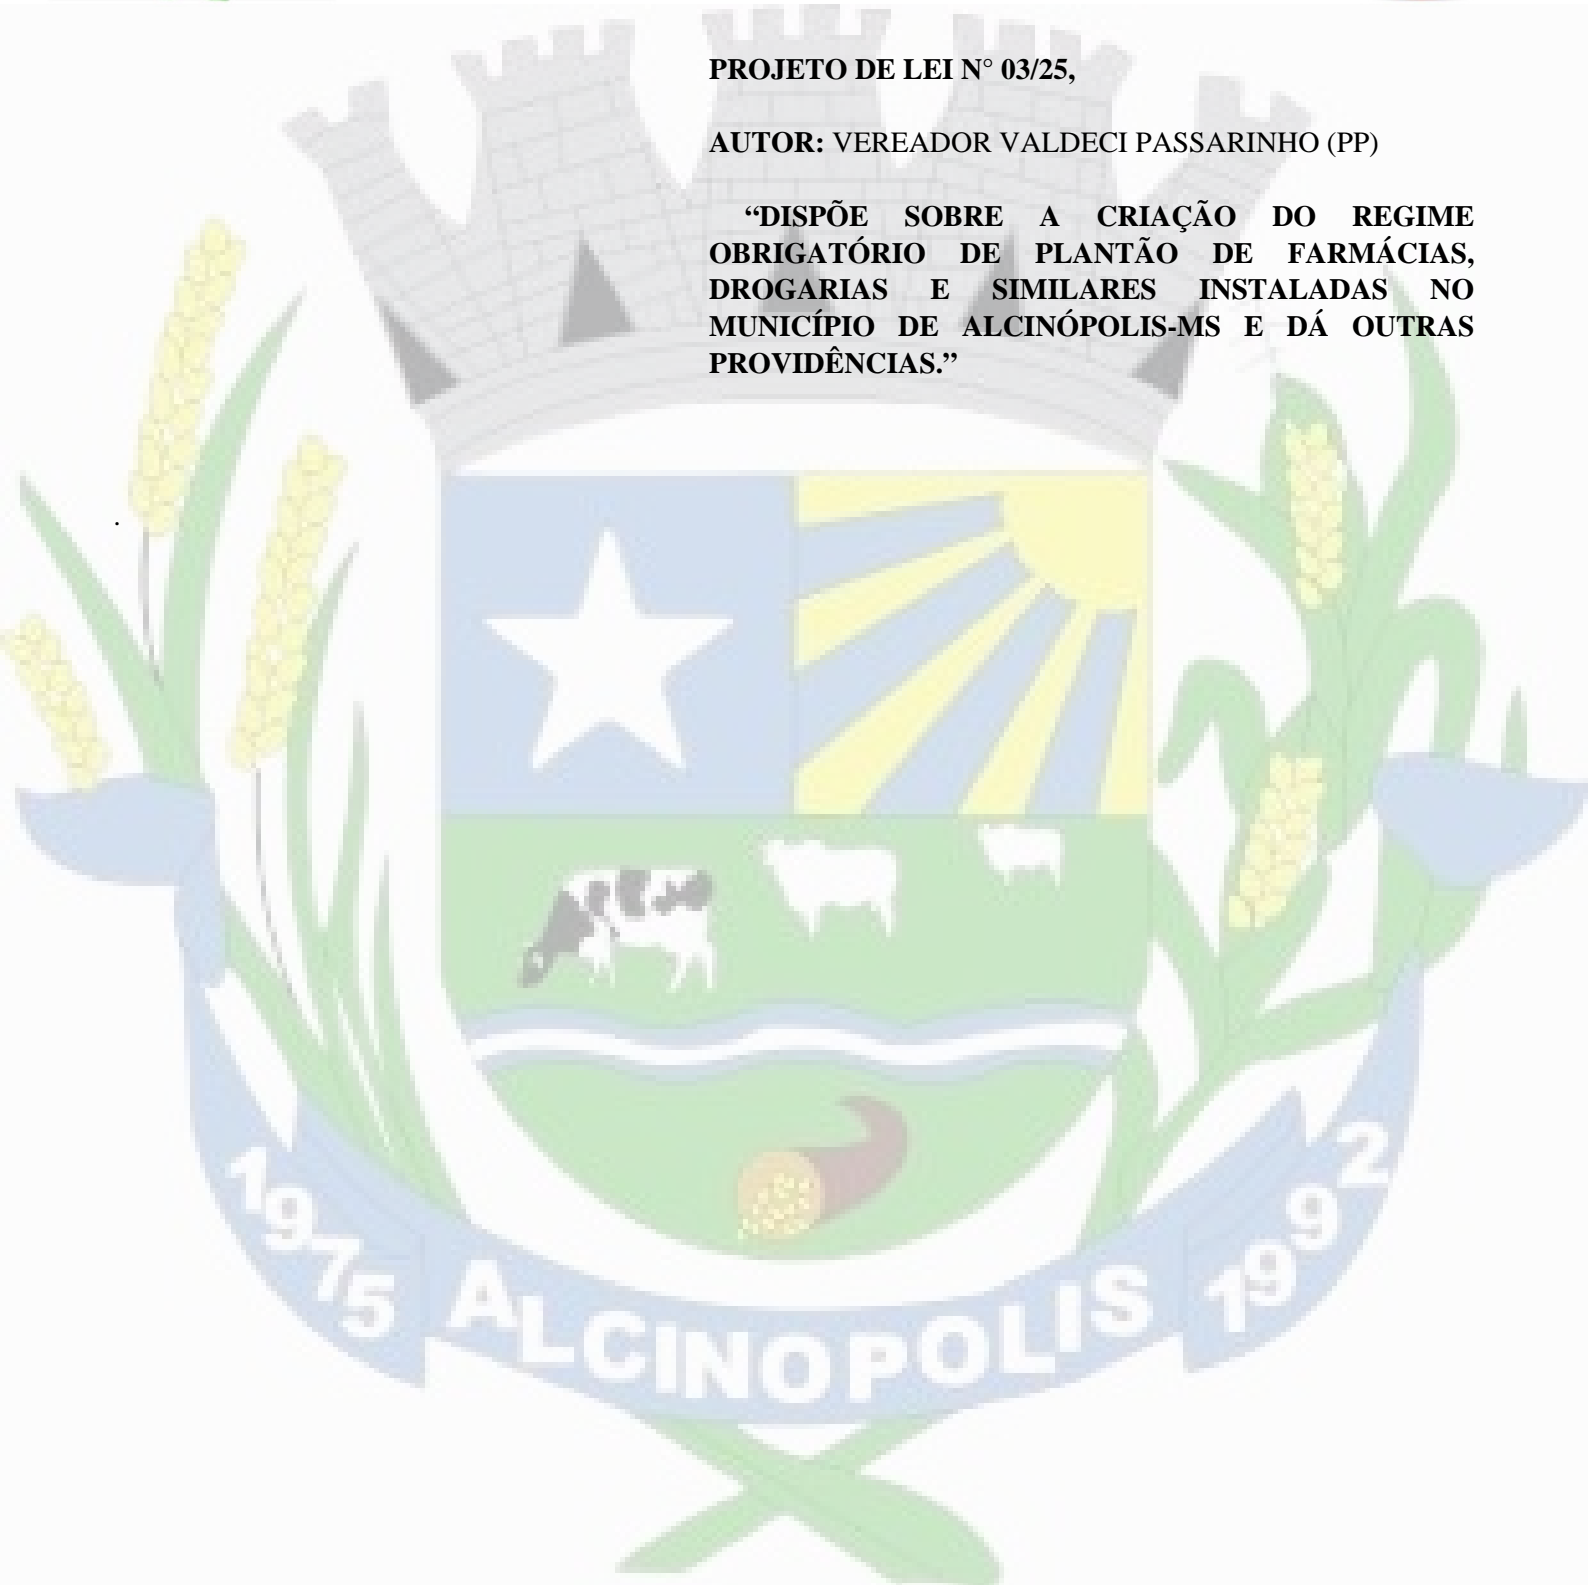 PROJETO DE LEI N° 03/25,
AUTOR: VEREADOR VALDECI PASSARINHO (PP)
“DISPÕE SOBRE A CRIAÇÃO DO REGIME
OBRIGATÓRIO DE PLANTÃO DE FARMÁCIAS,
DROGARIAS E SIMILARES INSTALADAS NO
MUNICÍPIO DE ALCINÓPOLIS-MS E DÁ OUTRAS
PROVIDÊNCIAS.”
.
1975 ALCINOPOLIS 1992